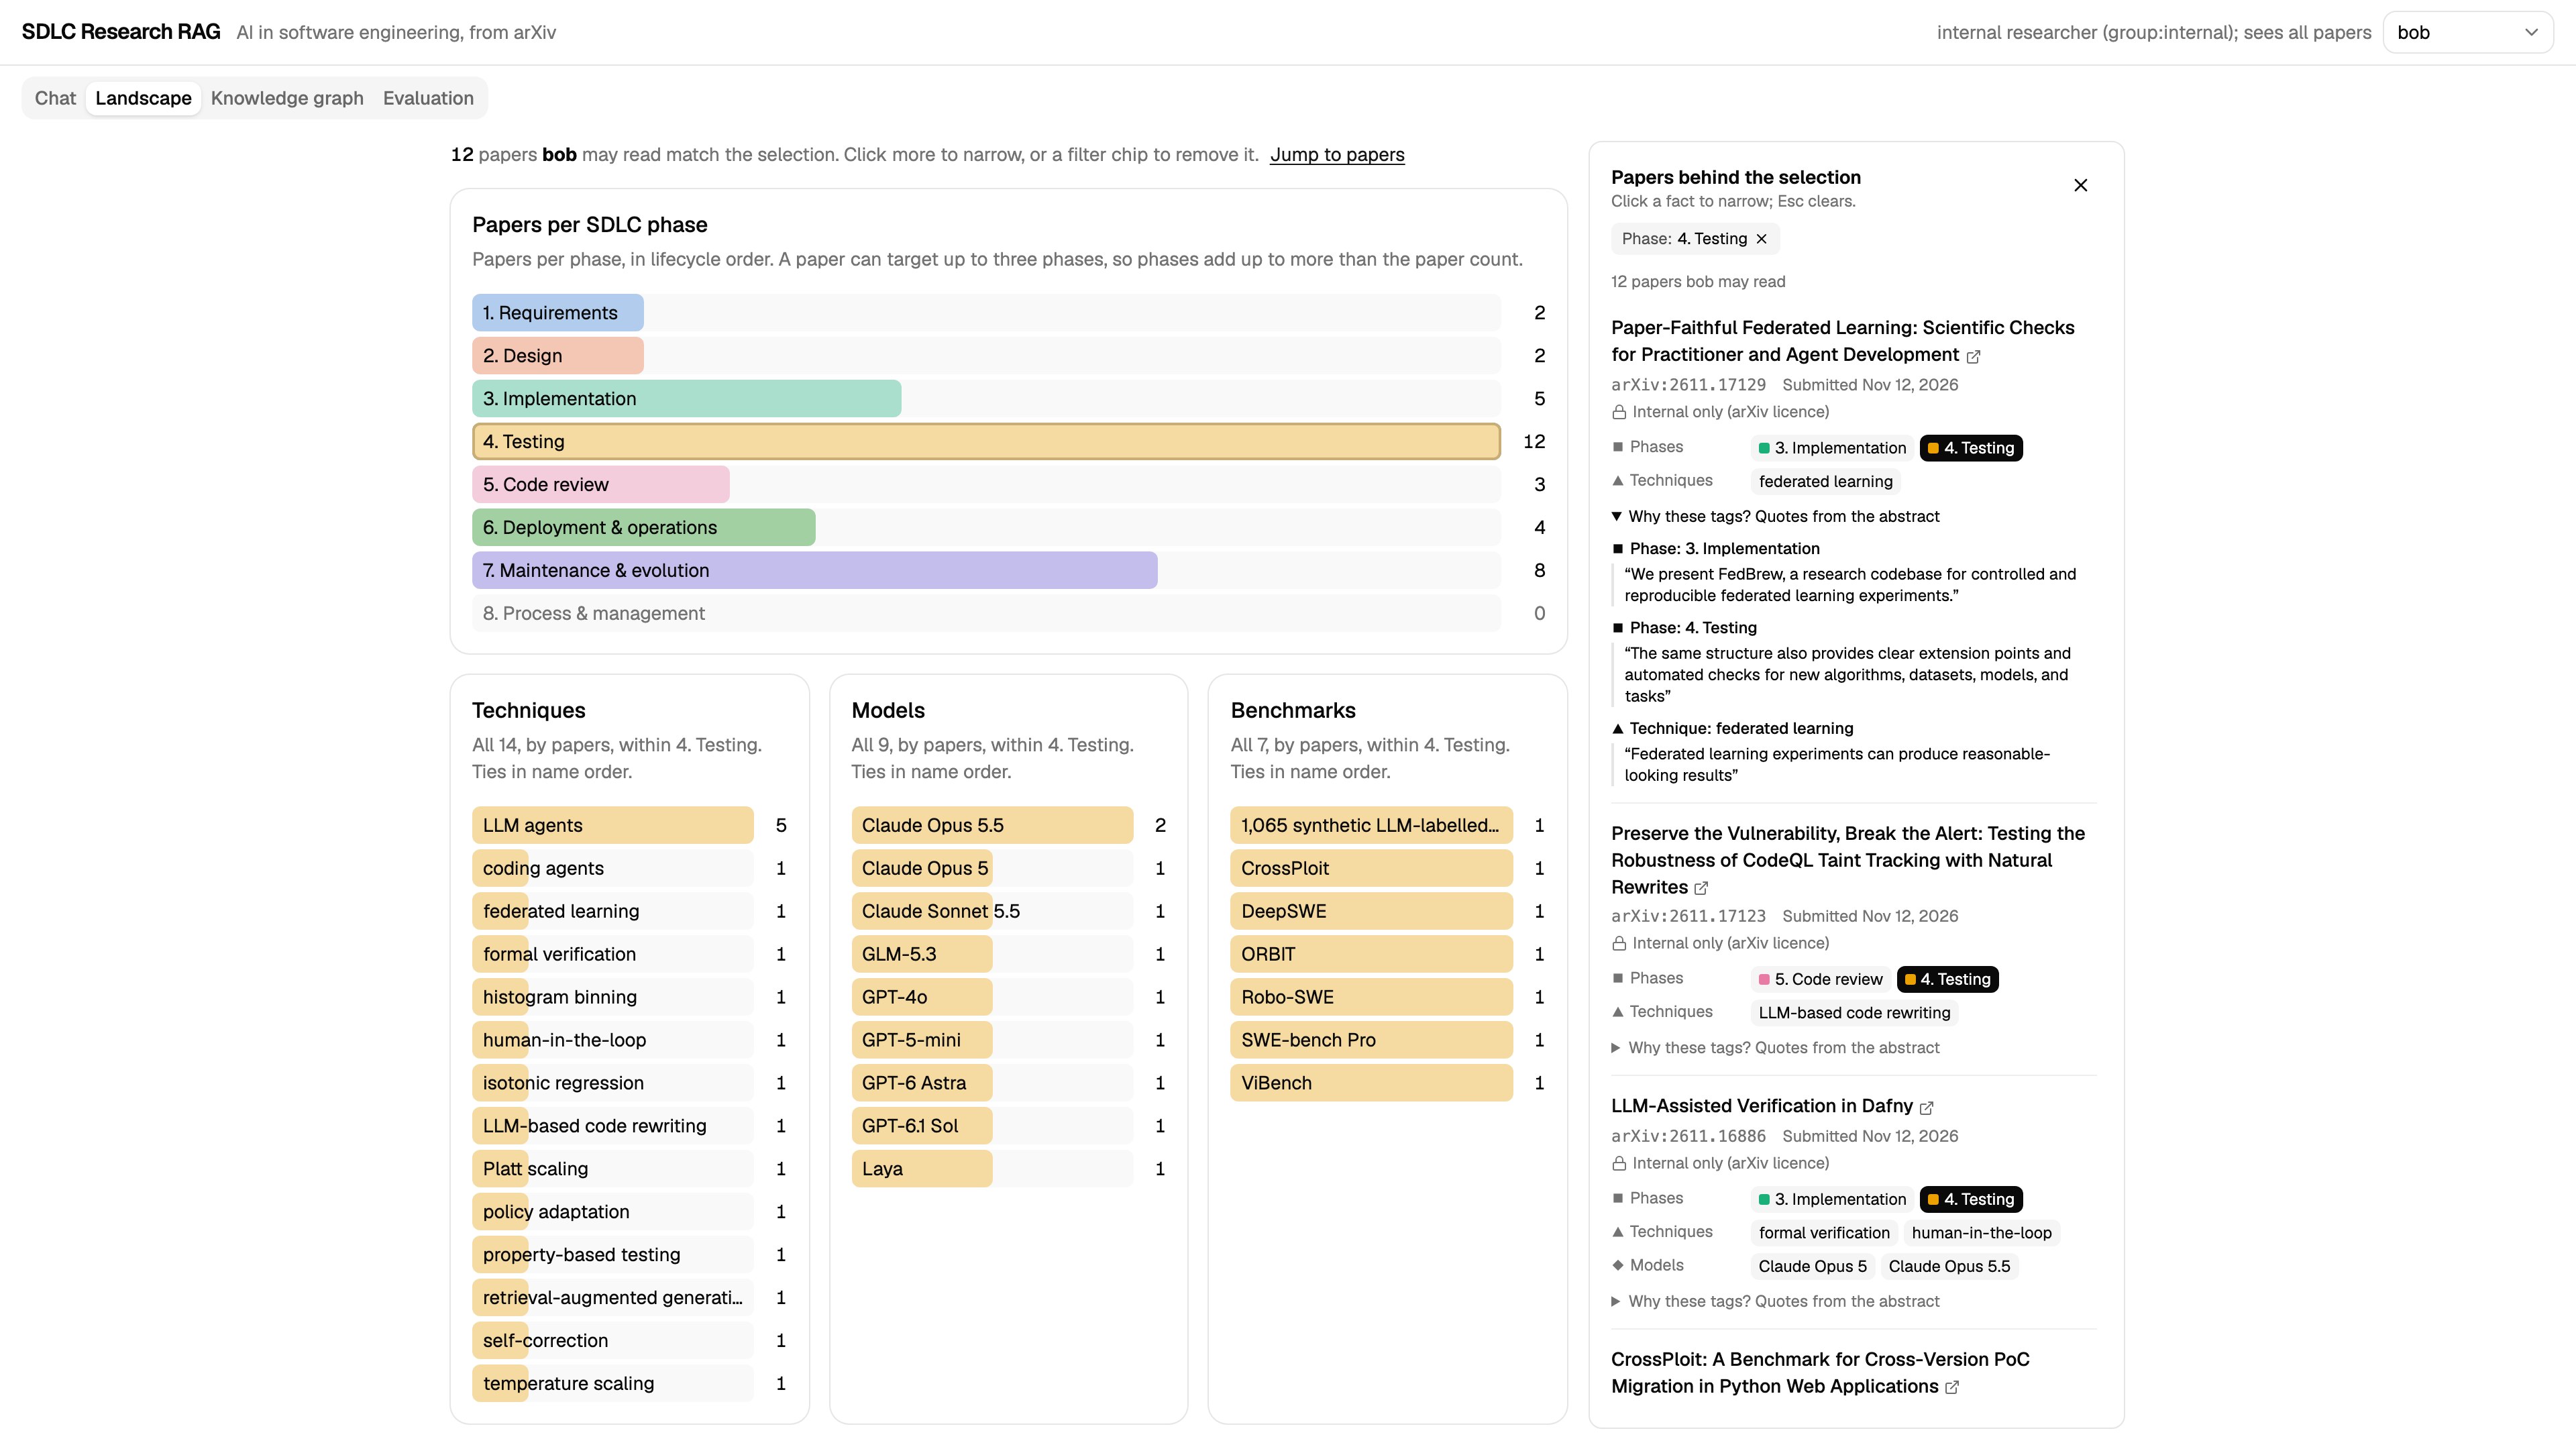 SDLC Research RAG AI in software engineering, from arXiv
internal researcher (group:internal); sees all papers bob
Chat Landscape Knowledge graph Evaluation
12 papers bob may read match the selection. Click more to narrow, or a filter chip to remove it. Jump to papers
Papers per SDLC phase
Papers per phase, in lifecycle order. A paper can target up to three phases, so phases add up to more than the paper count.
1. Requirements 2
2. Design 2
3. Implementation 5
4. Testing 12
5. Code review 3
6. Deployment & operations 4
7. Maintenance & evolution 8
8. Process & management 0
Techniques
All 14, by papers, within 4. Testing.
Ties in name order.
LLM agents 5
coding agents 1
federated learning 1
formal verification 1
histogram binning 1
human-in-the-loop 1
isotonic regression 1
LLM-based code rewriting 1
Platt scaling 1
policy adaptation 1
property-based testing 1
retrieval-augmented generati... 1
self-correction 1
temperature scaling 1
Models
All 9, by papers, within 4. Testing.
Ties in name order.
Claude Opus 5.5 2
Claude Opus 5 1
Claude Sonnet 5.5 1
GLM-5.3 1
GPT-4o 1
GPT-5-mini 1
GPT-6 Astra 1
GPT-6.1 Sol 1
Laya 1
Benchmarks
All 7, by papers, within 4. Testing.
Ties in name order.
1,065 synthetic LLM-labelled... 1
CrossPloit 1
DeepSWE 1
ORBIT 1
Robo-SWE 1
SWE-bench Pro 1
ViBench 1
Papers behind the selection
Click a fact to narrow; Esc clears.
Phase: 4. Testing
12 papers bob may read
Paper-Faithful Federated Learning: Scientific Checks
for Practitioner and Agent Development
arXiv:2611.17129 Submitted Nov 12, 2026
Internal only (arXiv licence)
Phases 3. Implementation 4. Testing
Techniques federated learning
Why these tags? Quotes from the abstract
Phase: 3. Implementation
“We present FedBrew, a research codebase for controlled and
reproducible federated learning experiments.”
Phase: 4. Testing
“The same structure also provides clear extension points and
automated checks for new algorithms, datasets, models, and
tasks”
Technique: federated learning
“Federated learning experiments can produce reasonable-
looking results”
Preserve the Vulnerability, Break the Alert: Testing the
Robustness of CodeQL Taint Tracking with Natural
Rewrites
arXiv:2611.17123 Submitted Nov 12, 2026
Internal only (arXiv licence)
Phases 5. Code review 4. Testing
Techniques LLM-based code rewriting
Why these tags? Quotes from the abstract
LLM-Assisted Verification in Dafny
arXiv:2611.16886 Submitted Nov 12, 2026
Internal only (arXiv licence)
Phases 3. Implementation 4. Testing
Techniques formal verification human-in-the-loop
Models Claude Opus 5 Claude Opus 5.5
Why these tags? Quotes from the abstract
CrossPloit: A Benchmark for Cross-Version PoC
Migration in Python Web Applications